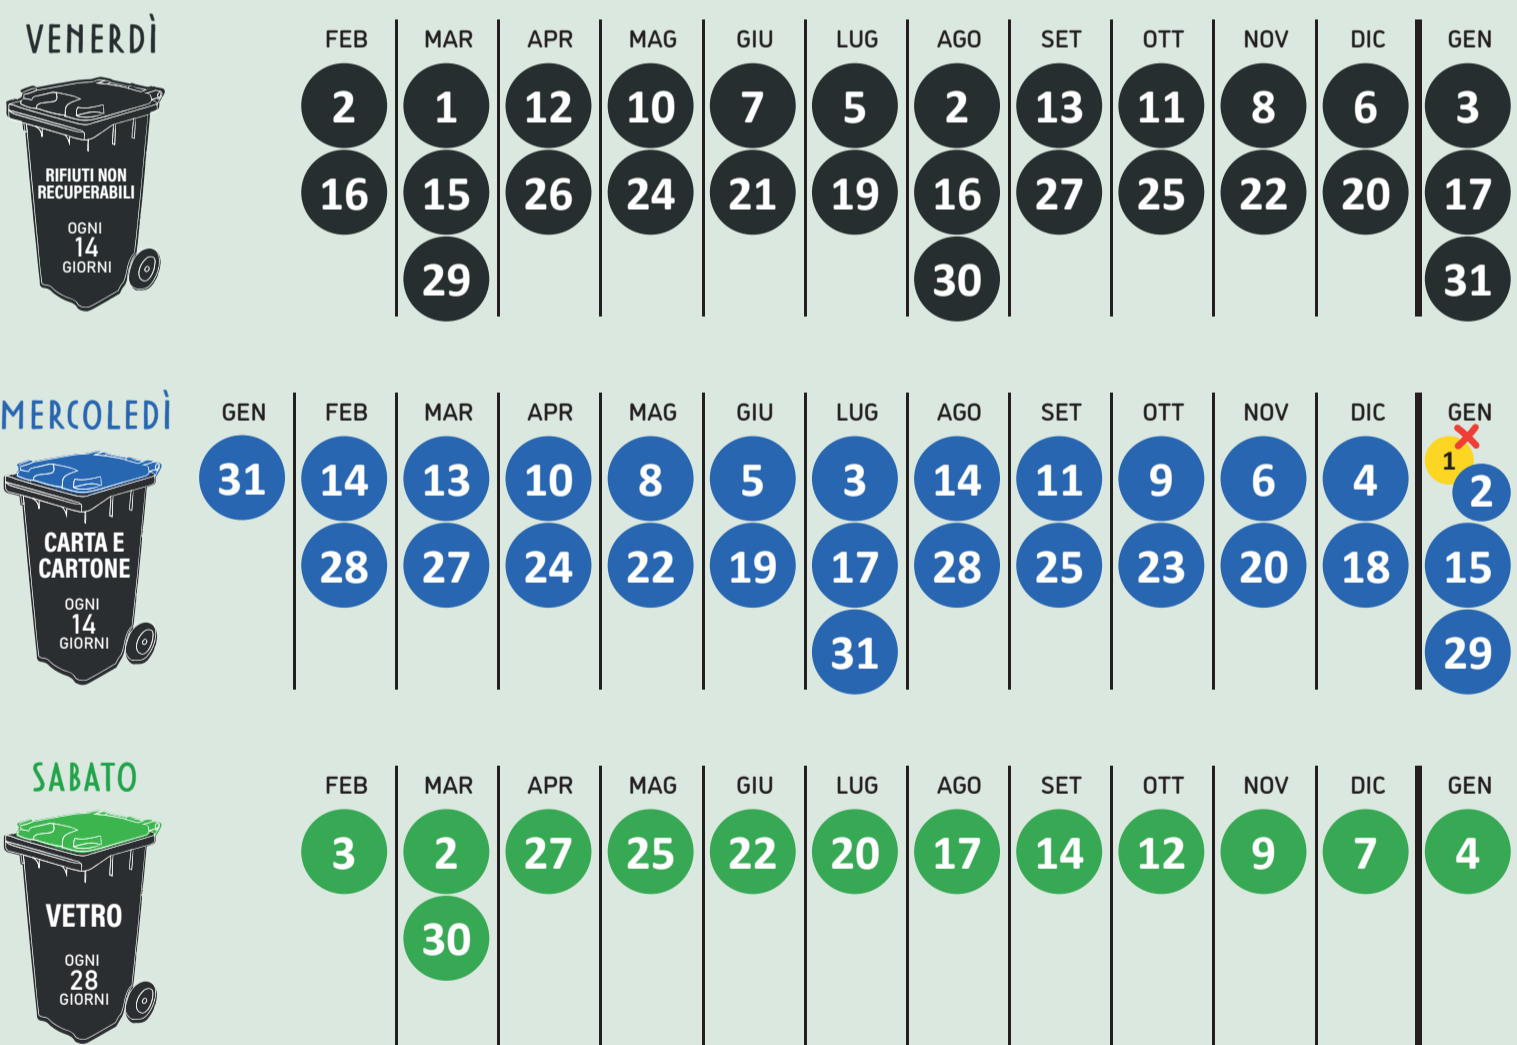 VENERDÌ
FEB MAR APR MAG GIU LUG AGO SET OTT NOV DIC GEN
2 1 12 10 7 5 2 13 11 8 6 3
RIFIUTI NON
RECUPERABILI
16 15 26 24 21 19 16 27 25 22 20 17
OGNI
14
GIORNI
29 30 31
MERCOLEDÌ
GEN FEB MAR APR MAG GIU LUG AGO SET OTT NOV DIC GEN
31 14 13 10 8 5 3 14 11 9 6 4 1 2
CARTA E
CARTONE
28 27 24 22 19 17 28 25 23 20 18 15
OGNI
14
GIORNI
31 29
SABATO
FEB MAR APR MAG GIU LUG AGO SET OTT NOV DIC GEN
3 2 27 25 22 20 17 14 12 9 7 4
VETRO
30
OGNI
28
GIORNI